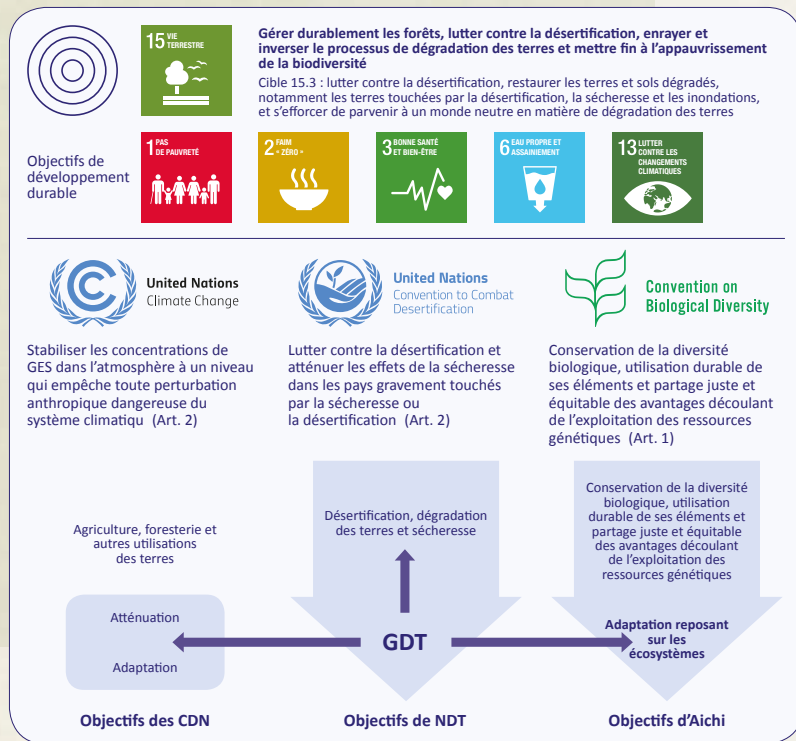 15 VIE
TERRESTRE
Gérer durablement les forêts, lutter contre la désertification, enrayer et
inverser le processus de dégradation des terres et mettre fin à l'appauvrissement
de la biodiversité
Cible 15.3 : lutter contre la désertification, restaurer les terres et sols dégradés,
notamment les terres touchées par la désertification, la sécheresse et les inondations,
et s'efforcer de parvenir à un monde neutre en matière de dégradation des terres
Objectifs de
développement
durable
1 PAS
DE PAUVRETÉ
2 FAIM
« ZÉRO »
3 BONNE SANTÉ
ET BIEN-ÊTRE
6 EAU PROPRE ET
ASSAINIEMENT
13 LUTTER
CONTRE LES
CHANGEMENTS
CLIMATIQUES
United Nations
Climate Change
United Nations
Convention to Combat
Desertification
Convention on
Biological Diversity
Stabiliser les concentrations de
GES dans l'atmosphère à un niveau
qui empêche toute perturbation
anthropique dangereuse du
système climatiqu (Art. 2)
Lutter contre la désertification et
atténuer les effets de la sécheresse
dans les pays gravement touchés
par la sécheresse ou
la désertification (Art. 2)
Conservation de la diversité
biologique, utilisation durable de
ses éléments et partage juste et
équitable des avantages découlant
de l'exploitation des ressources
génétiques (Art. 1)
Agriculture, foresterie et
autres utilisations
des terres
Atténuation
Adaptation
Objectifs des CDN
Désertification, dégradation
des terres et sécheresse
GDT
Objectifs de NDT
Conservation de la diversité
biologique, utilisation
durable de ses éléments et
partage juste et équitable
des avantages découlant
de l'exploitation des
ressources génétiques
Adaptation reposant
sur les
écosystèmes
Objectifs d'Aichi